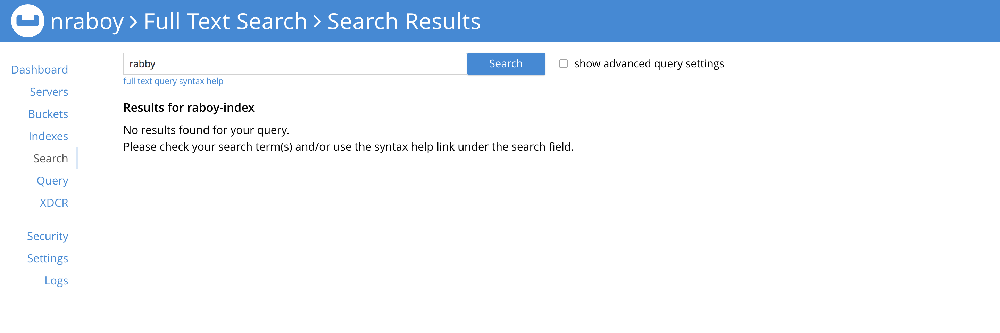 nraboy > Full Text Search > Search Results
Dashboard
Servers
Buckets
Indexes
Search
Query
XDCR
Security
Settings
Logs
rabby
Search
show advanced query settings
full text query syntax help
Results for raboy-index
No results found for your query.
Please check your search term(s) and/or use the syntax help link under the search field.